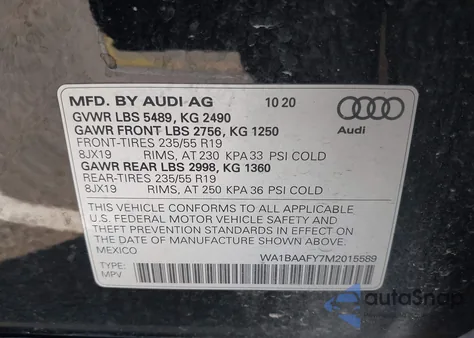 MFD. BY AUDI AG 10 20
GVWR LBS 5489, KG 2490
GAWR FRONT LBS 2756, KG 1250
FRONT-TIRES 235/55 R19
8JX19 RIMS, AT 230 KPA 33 PSI COLD
GAWR REAR LBS 2998, KG 1360
REAR-TIRES 235/55 R19
8JX19 RIMS, AT 250 KPA 36 PSI COLD
Audi
THIS VEHICLE CONFORMS TO ALL APPLICABLE
U.S. FEDERAL MOTOR VEHICLE SAFETY AND
THEFT PREVENTION STANDARDS IN EFFECT ON
THE DATE OF MANUFACTURE SHOWN ABOVE.
MEXICO
WA1BAAFY7M2015589
TYPE:
MPV
autoSnap